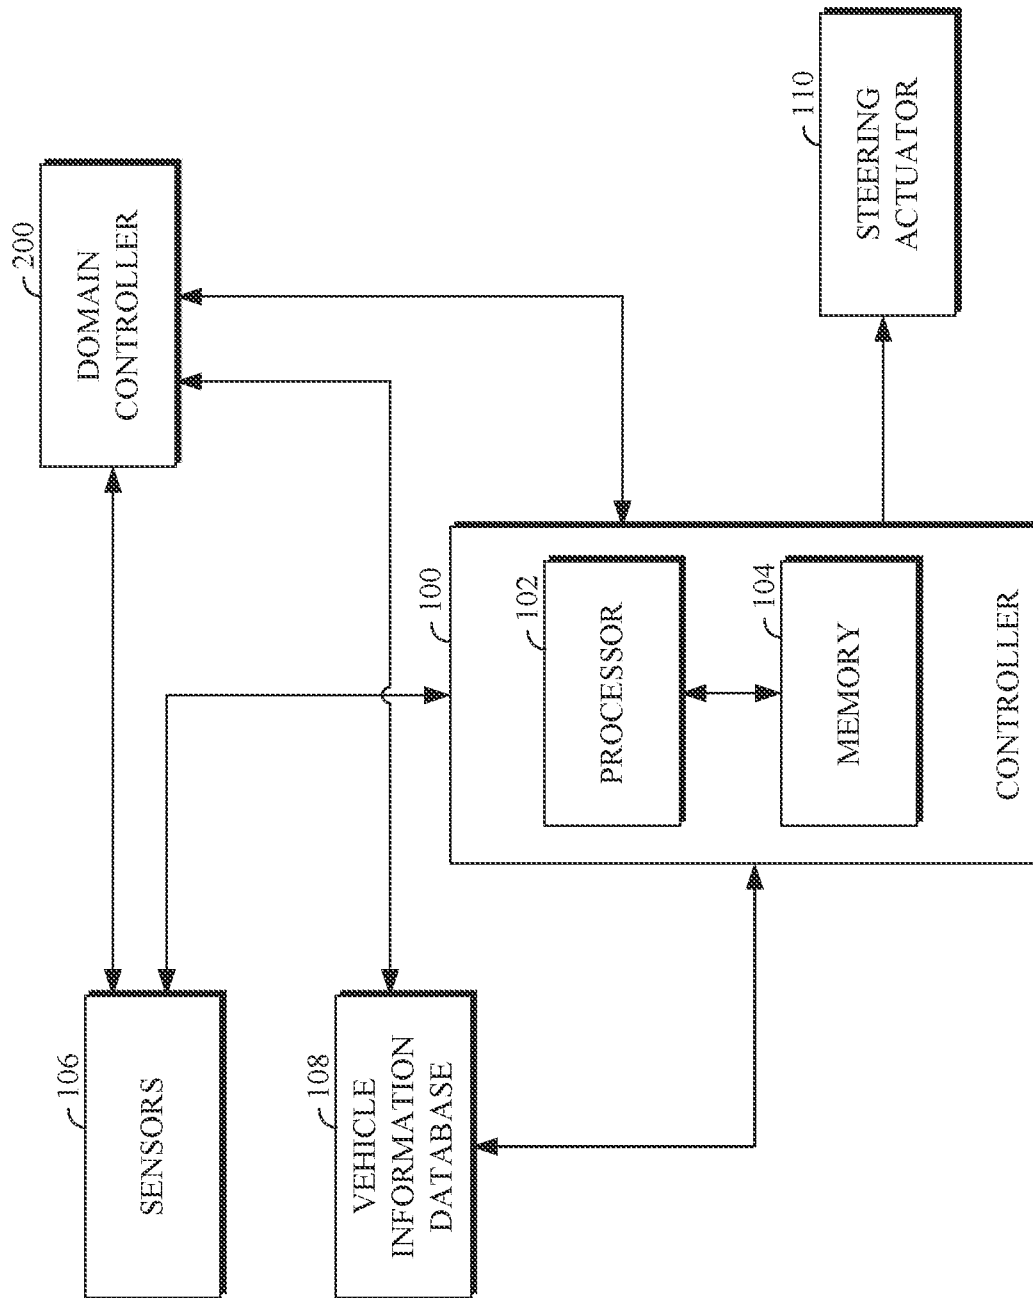 106
SENSORS
108
VEHICLE
INFORMATION
DATABASE
200
DOMAIN
CONTROLLER
100
102
PROCESSOR
104
MEMORY
CONTROLLER
110
STEERING
ACTUATOR